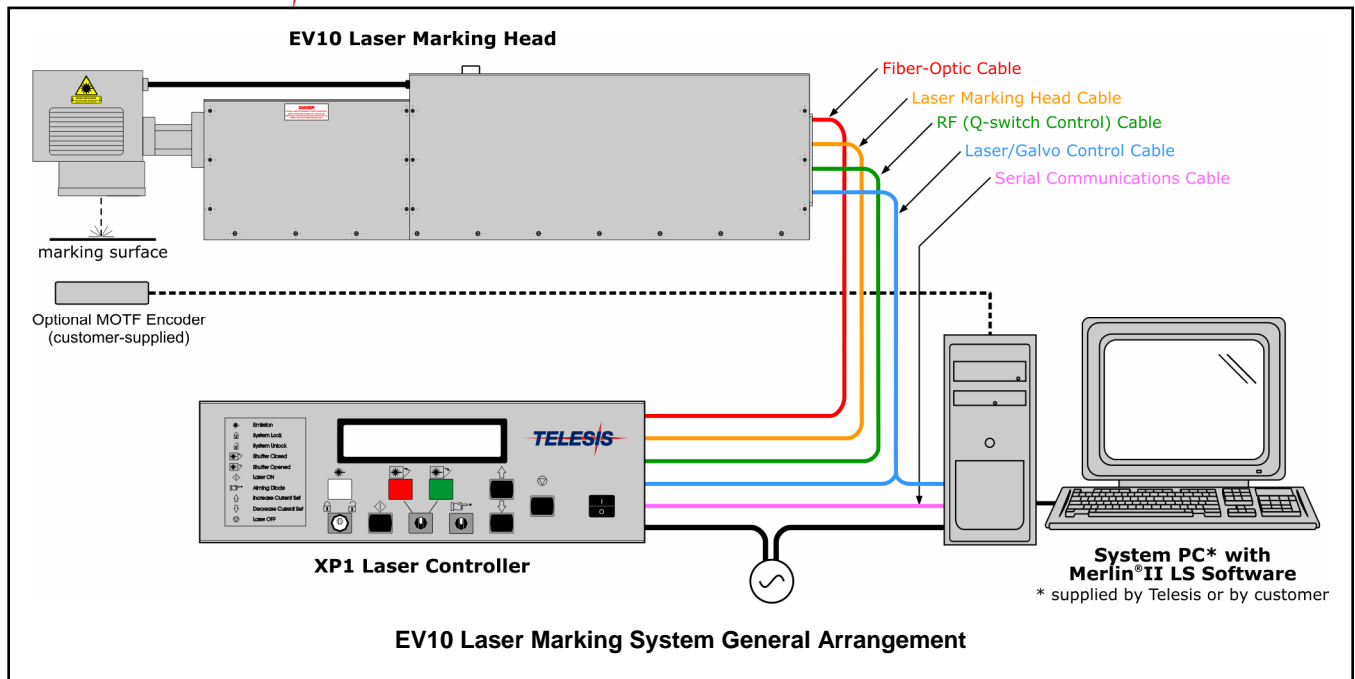 EV10 Laser Marking Head
DANGER
Fiber-Optic Cable
Laser Marking Head Cable
RF (Q-switch Control) Cable
Laser/Galvo Control Cable
Serial Communications Cable
marking surface
Optional MOTF Encoder
(customer-supplied)
Emission
System Lock
System Unlock
Shutter Closed
Shutter Opened
Laser ON
Aiming Diode
Increase Current Set
Decrease Current Set
Laser OFF
TELESIS
I
O
XP1 Laser Controller
System PC* with
Merlin®II LS Software
* supplied by Telesis or by customer
EV10 Laser Marking System General Arrangement